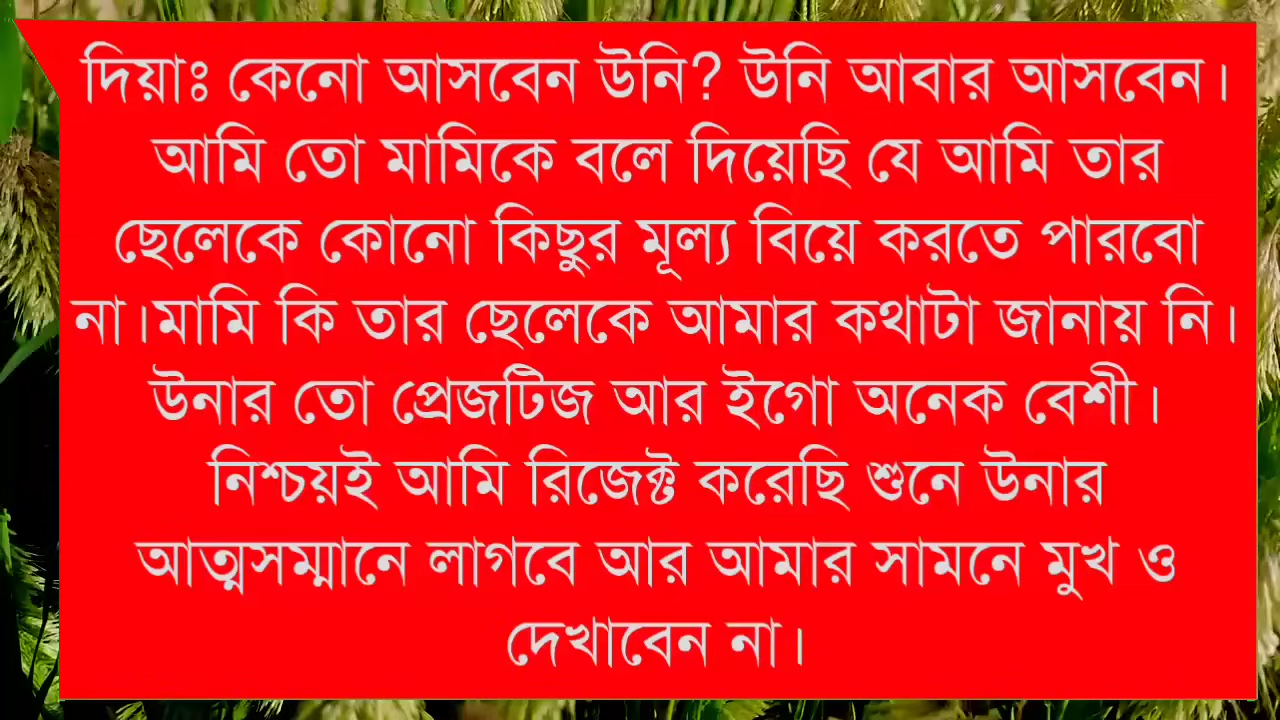 দিয়াঃ কেনো আসবেন উনি? উনি আবার আসবেন।
আমি তো মামিকে বলে দিয়েছি যে আমি তার
ছেলেকে কোনো কিছুর মূল্য বিয়ে করতে পারবো
না।মামি কি তার ছেলেকে আমার কথাটা জানায় নি।
উনার তো প্রেজটিজ আর ইগো অনেক বেশী।
নিশ্চয়ই আমি রিজেক্ট করেছি শুনে উনার
আত্মসম্মানে লাগবে আর আমার সামনে মুখ ও
দেখাবেন না।